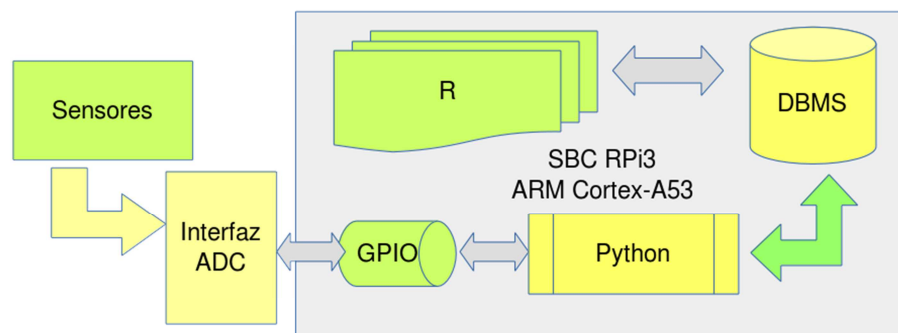 Sensores
R
DBMS
SBC RPi3
ARM Cortex-A53
Interfaz
ADC
GPIO
Python